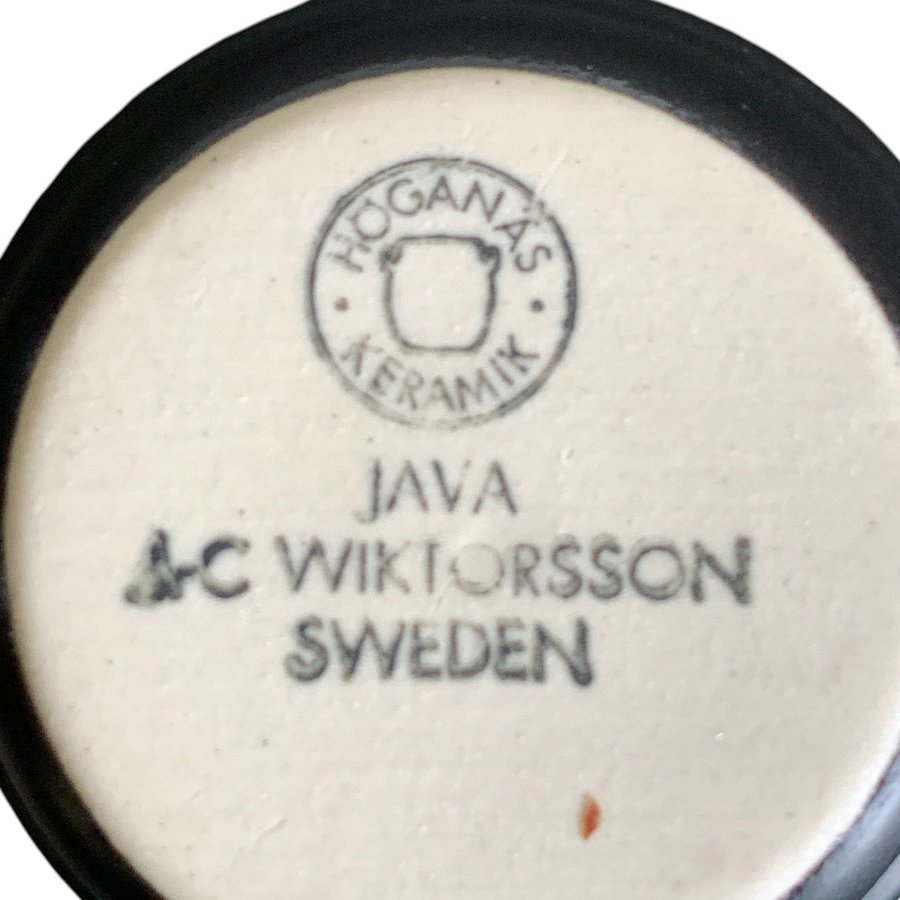 HÖGANÄS
KERAMIK
JAVA
A-C WIKTORSSON
SWEDEN